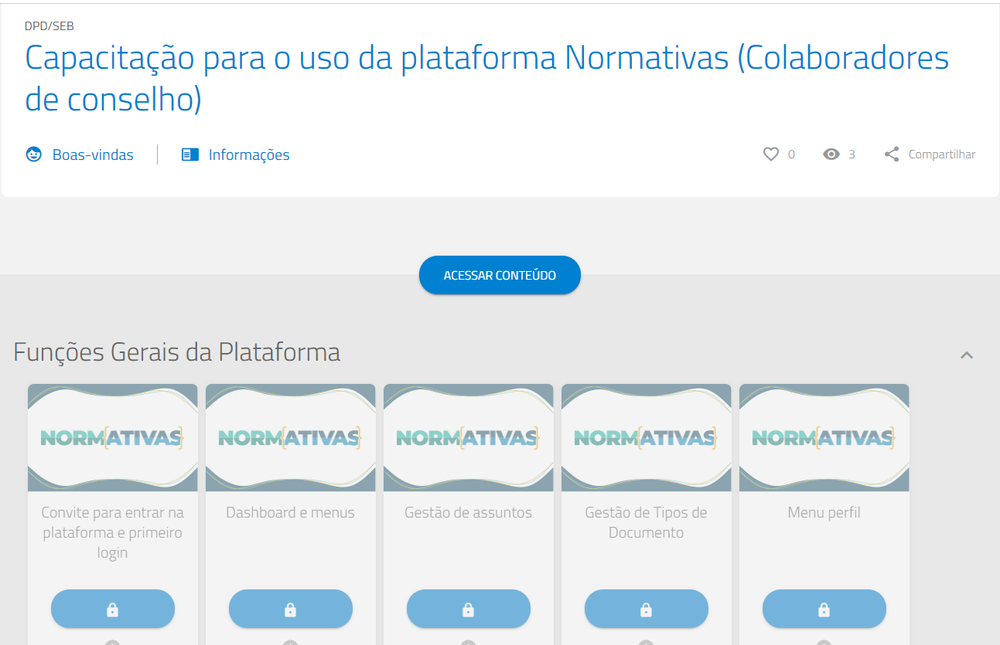 DPD/SEB
Capacitação para o uso da plataforma Normativas (Colaboradores
de conselho)
Boas-vindas
Informações
0
3
Compartilhar
ACESSAR CONTEÚDO
Funções Gerais da Plataforma
NORM{ATIVAS}
NORM{ATIVAS}
NORM{ATIVAS}
NORM{ATIVAS}
NORM{ATIVAS}
Convite para entrar na
plataforma e primeiro
login
Dashboard e menus
Gestão de assuntos
Gestão de Tipos de
Documento
Menu perfil